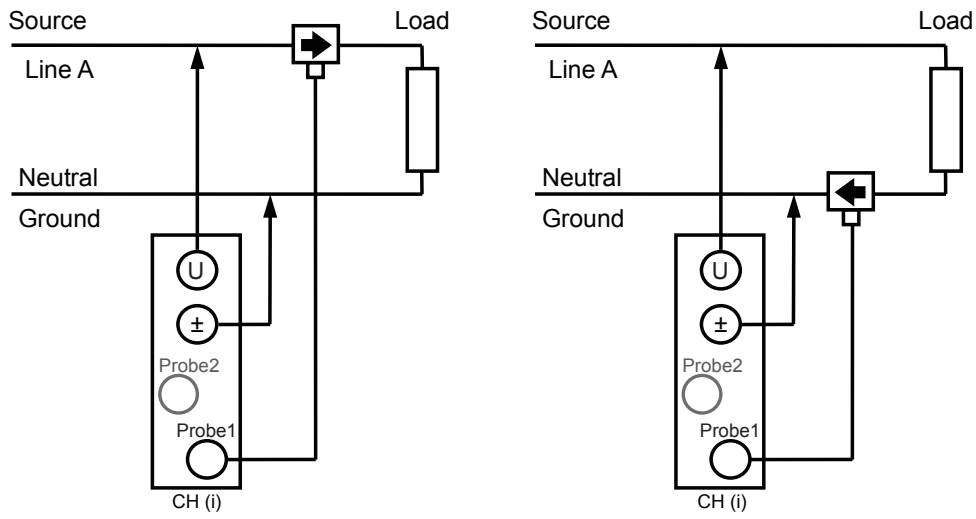 Source
Load
Line A
Neutral
Ground
U
±
Probe2
Probe1
CH (i)
Source
Load
Line A
Neutral
Ground
U
±
Probe2
Probe1
CH (i)